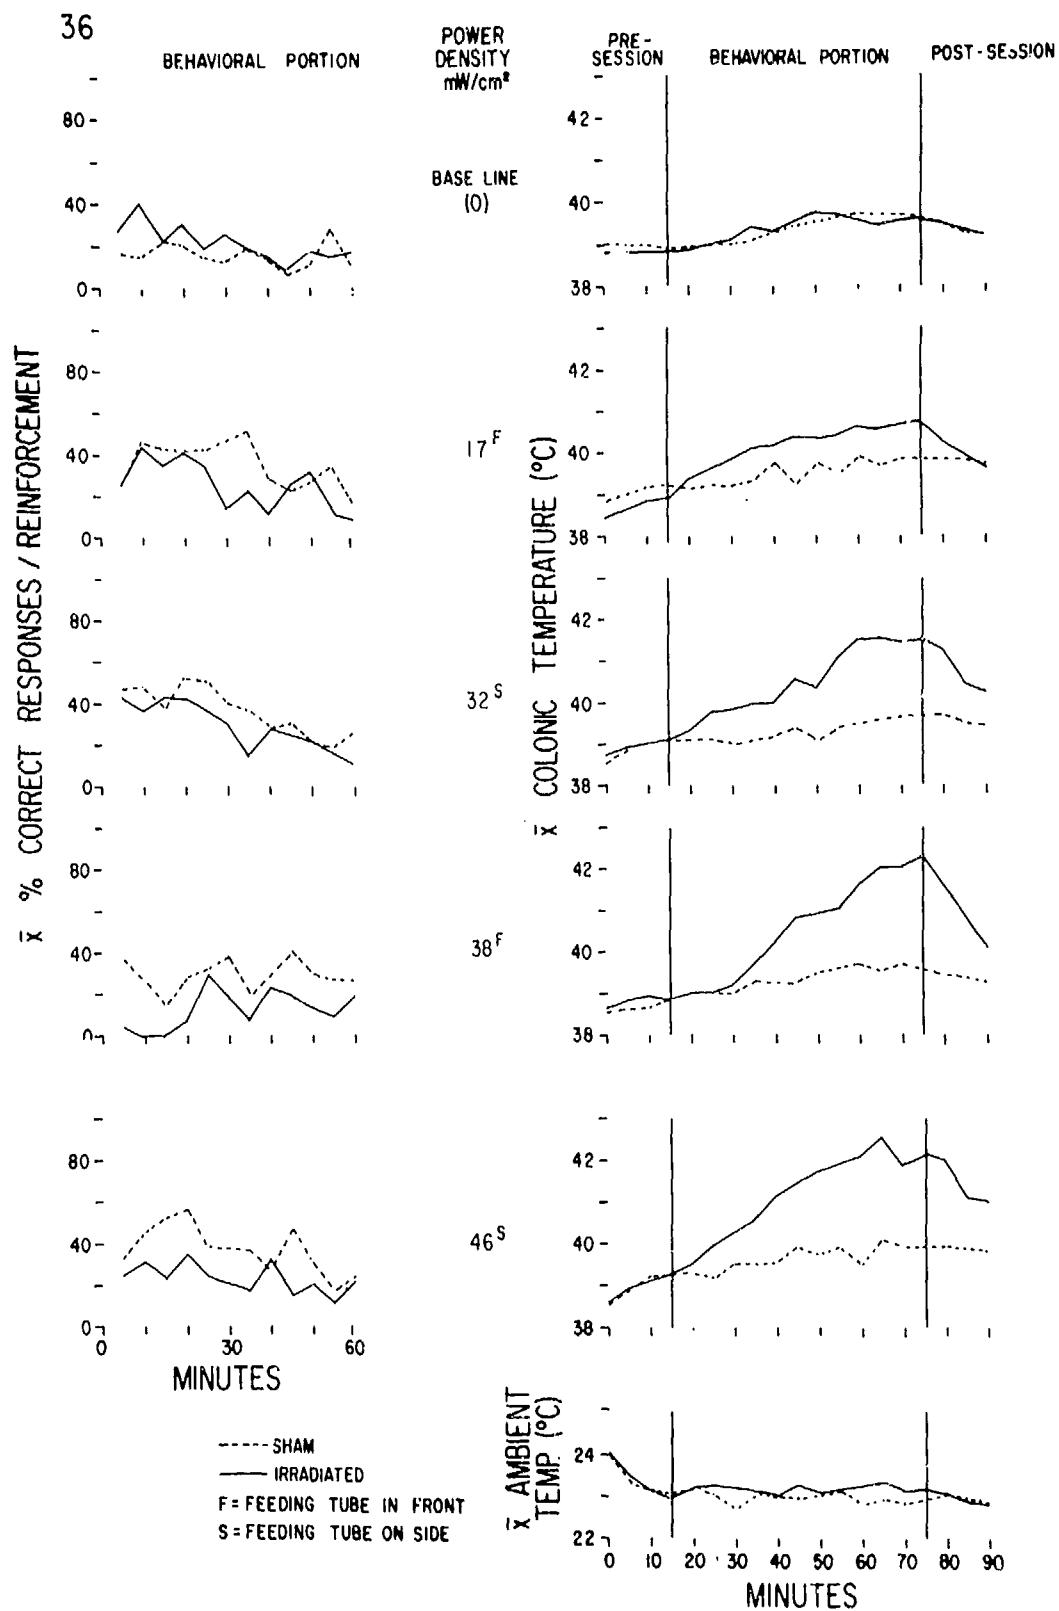 36
BEHAVIORAL PORTION
POWER
DENSITY
mW/cm²
PRE-
SESSION
BEHAVIORAL PORTION
POST-SESSION
x̄ % CORRECT RESPONSES / REINFORCEMENT
x̄ COLONIC TEMPERATURE (°C)
80
40
0
BASE LINE
(0)
42
40
38
80
40
0
17F
42
40
38
80
40
0
32S
42
40
38
80
40
0
38F
42
40
38
80
40
0
0 30 60
MINUTES
46S
42
40
38
SHAM
IRRADIATED
F = FEEDING TUBE IN FRONT
S = FEEDING TUBE ON SIDE
x̄ AMBIENT
TEMP. (°C)
24
22
0 10 20 30 40 50 60 70 80 90
MINUTES